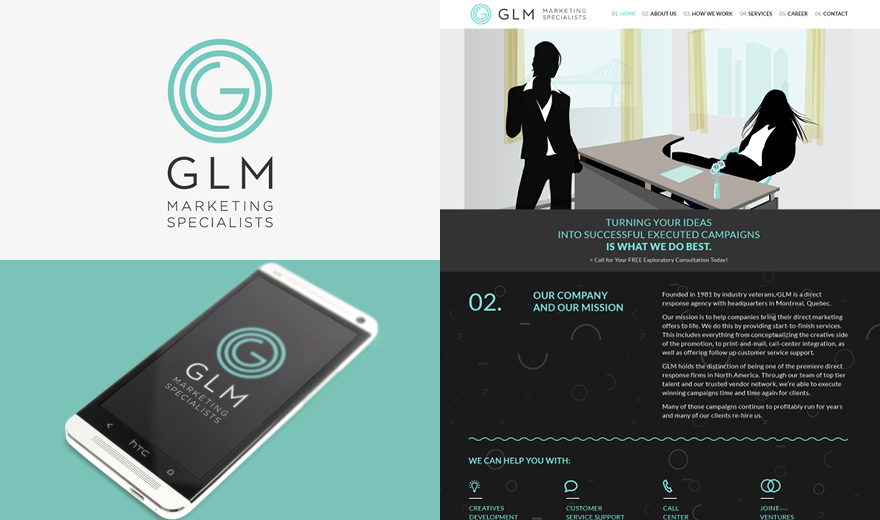 GLM
MARKETING
SPECIALISTS
GLM
MARKETING
SPECIALISTS
hTC
GLM
MARKETING
SPECIALISTS
01. HOME 02. ABOUT US 03. HOW WE WORK 04. SERVICES 05. CAREER 06. CONTACT
TURNING YOUR IDEAS
INTO SUCCESSFUL EXECUTED CAMPAIGNS
IS WHAT WE DO BEST.
> Call for Your FREE Exploratory Consultation Today!
02.
OUR COMPANY
AND OUR MISSION
Founded in 1981 by industry veterans, GLM is a direct
response agency with headquarters in Montreal, Quebec.
Our mission is to help companies bring their direct marketing
offers to life. We do this by providing start-to-finish services.
This includes everything from conceptualizing the creative side
of the promotion, to print-and-mail, call-center integration, as
well as offering follow up customer service support.
GLM holds the distinction of being one of the premiere direct
response firms in North America. Through our team of top tier
talent and our trusted vendor network, we're able to execute
winning campaigns time and time again for clients.
Many of those campaigns continue to profitably run for years
and many of our clients re-hire us.
WE CAN HELP YOU WITH:
CREATIVES
DEVELOPMENT
CUSTOMER
SERVICE SUPPORT
CALL
CENTER
JOINT
VENTURES